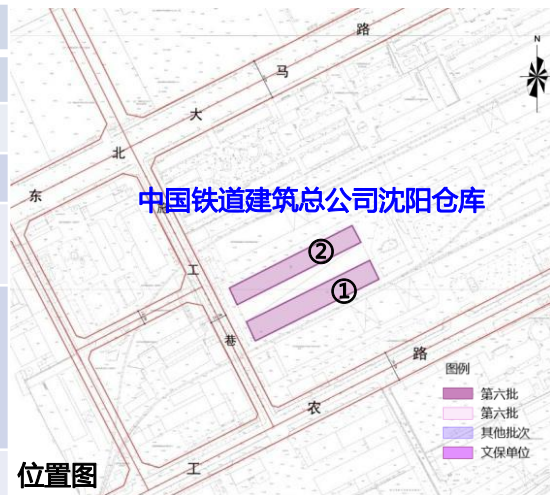 路
N
马
大
北
东
中国铁道建筑总公司沈阳仓库
②
工
①
巷
路
图例
第六批
第六批
其他批次
文保单位
农
工
位置图